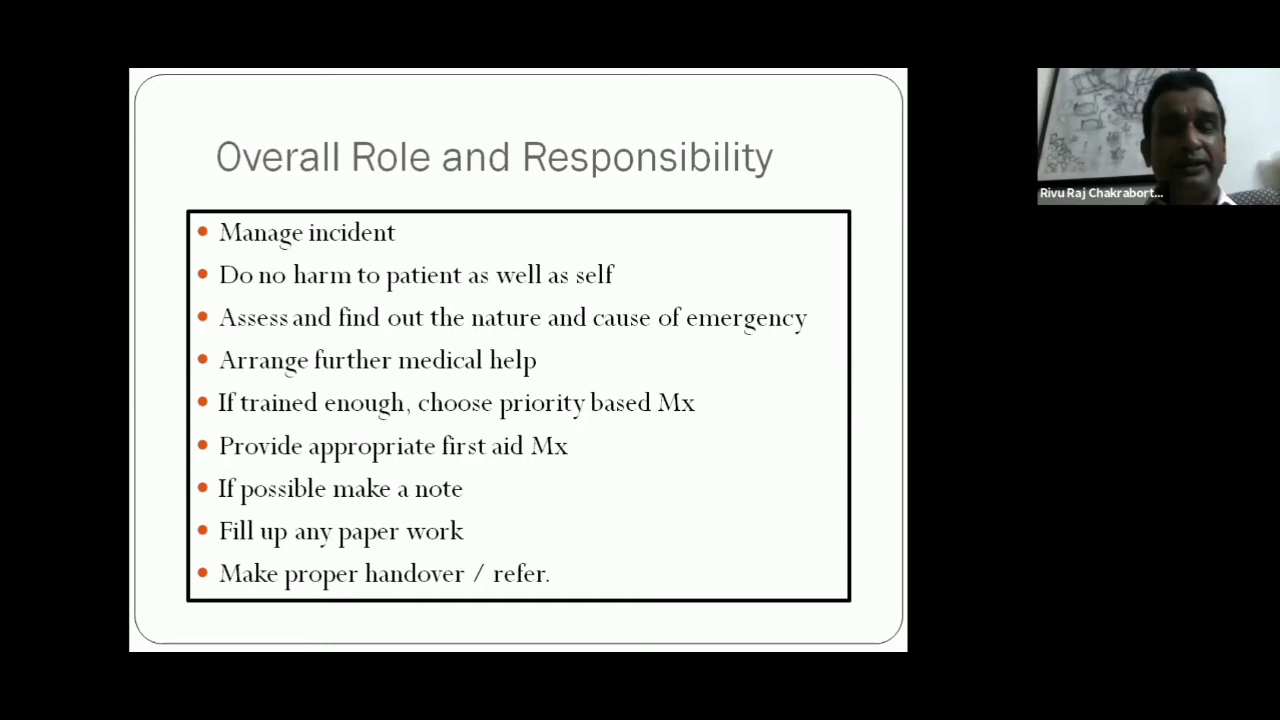 Overall Role and Responsibility
Manage incident
Do no harm to patient as well as self
Assess and find out the nature and cause of emergency
Arrange further medical help
If trained enough, choose priority based Mx
Provide appropriate first aid Mx
If possible make a note
Fill up any paper work
Make proper handover / refer.
Rivu Raj Chakrabort...